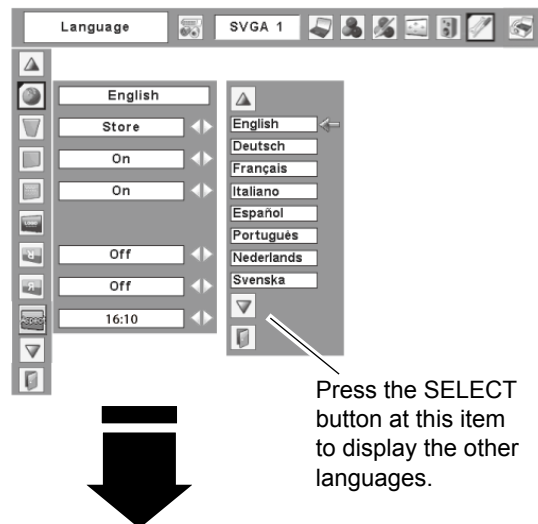 Language
SVGA 1
English
Store
On
On
Off
Off
16:10
English
Deutsch
Français
Italiano
Español
Português
Nederlands
Svenska
Press the SELECT
button at this item
to display the other
languages.